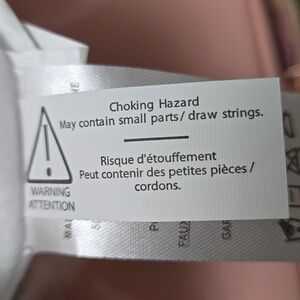 Choking Hazard
May contain small parts/ draw strings.
Risque d'étouffement
Peut contenir des petites pièces /
cordons.
WARNING
ATTENTION